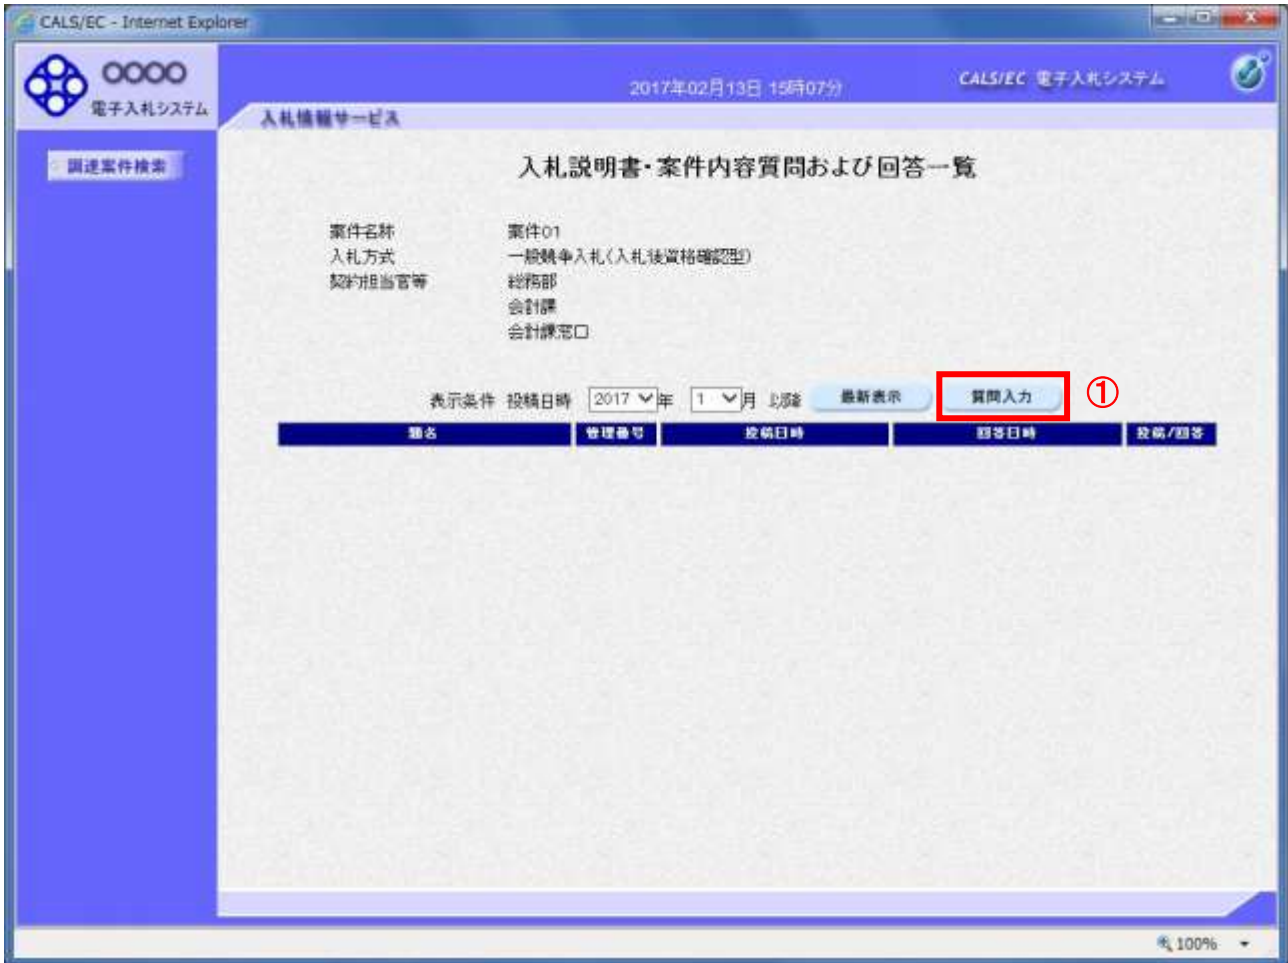 CALS/EC - Internet Explorer
OOOO
電子入札システム
2017年02月13日 15時07分
CALS/EC 電子入札システム
入札情報サービス
調達案件検索
入札説明書・案件内容質問および回答一覧
案件名称 案件01
入札方式 一般競争入札(入札後資格確認型)
契約担当官等 総務部
会計課
会計課窓口
表示条件 投稿日時 2017 年 1 月 以降 最新表示 質問入力 ①
題名 管理番号 投稿日時 回答日時 投稿/回答
100%